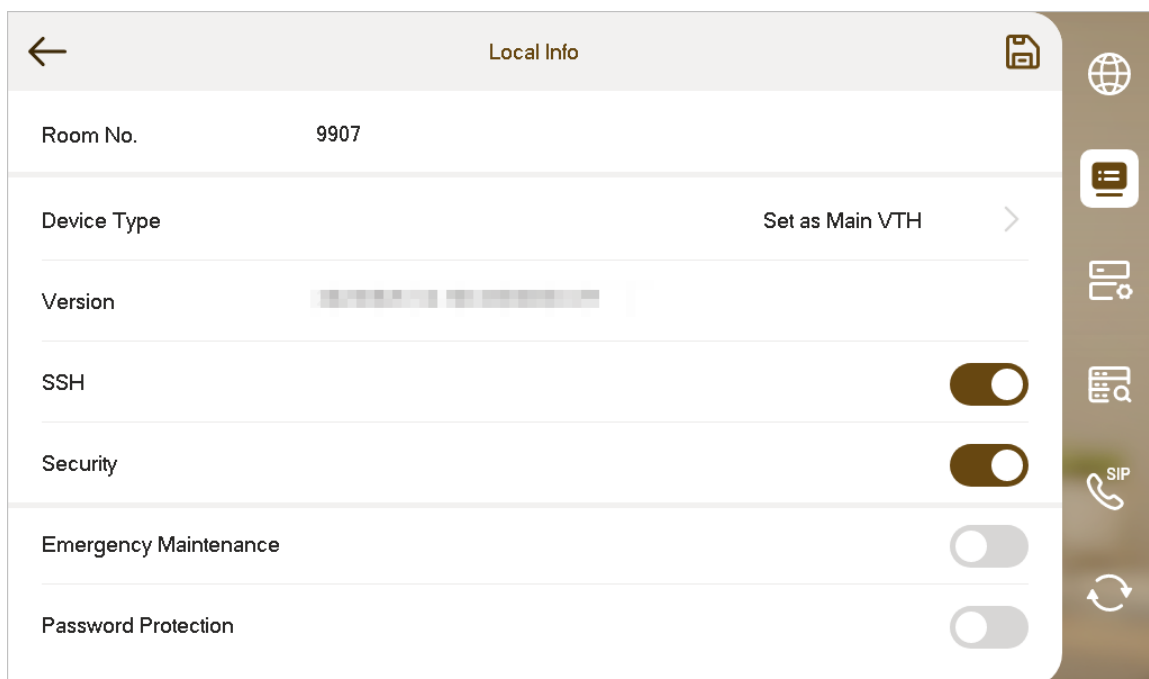 Local Info
Room No. 9907
Device Type Set as Main VTH
Version
SSH
Security
SIP
Emergency Maintenance
Password Protection